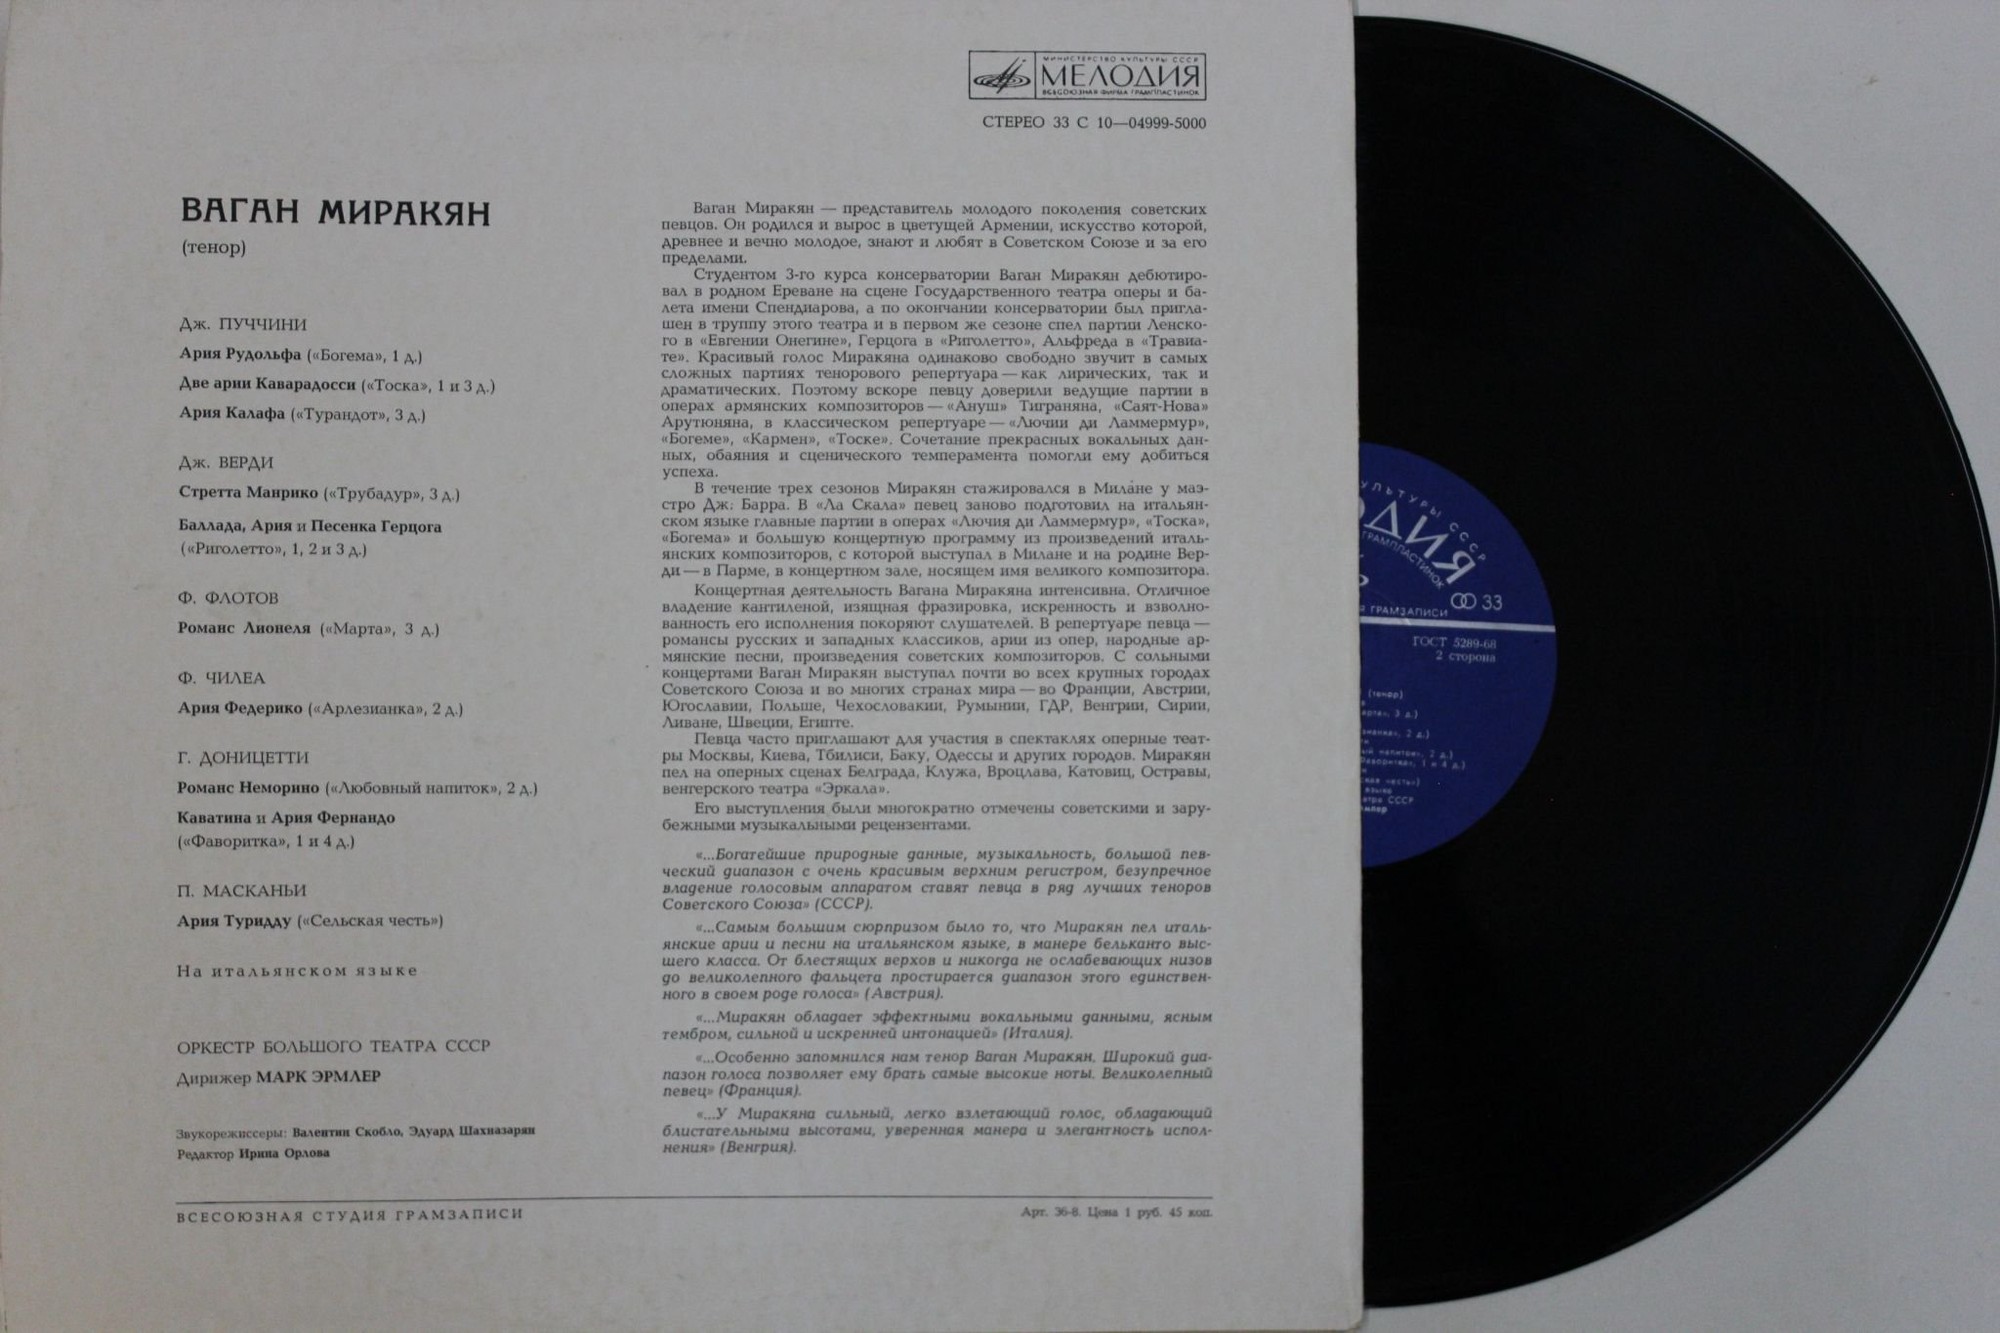 МИНИСТЕРСТВО КУЛЬТУРЫ СССР
МЕЛОДИЯ
ВСЕСОЮЗНАЯ ФИРМА ГРАМПЛАСТИНОК
СТЕРЕО 33 С 10—04999-5000
ВАГАН МИРАКЯН
(тенор)
Дж. ПУЧЧИНИ
Ария Рудольфа («Богема», 1 д.)
Две арии Каварадосси («Тоска», 1 и 3 д.)
Ария Калафа («Турандот», 3 д.)
Дж. ВЕРДИ
Стретта Манрико («Трубадур», 3 д.)
Баллада, Ария и Песенка Герцога
(«Риголетто», 1, 2 и 3 д.)
Ф. ФЛОТОВ
Романс Лионеля («Марта», 3 д.)
Ф. ЧИЛЕА
Ария Федерико («Арлезианка», 2 д.)
Г. ДОНИЦЕТТИ
Романс Неморино («Любовный напиток», 2 д.)
Каватина и Ария Фернандо
(«Фаворитка», 1 и 4 д.)
П. МАСКАНЬИ
Ария Туридду («Сельская честь»)
На итальянском языке
ОРКЕСТР БОЛЬШОГО ТЕАТРА СССР
Дирижер МАРК ЭРМЛЕР
Звукорежиссеры: Валентин Скобло, Эдуард Шахназарян
Редактор Ирина Орлова
Ваган Миракян — представитель молодого поколения советских
певцов. Он родился и вырос в цветущей Армении, искусство которой,
древнее и вечно молодое, знают и любят в Советском Союзе и за его
пределами.
Студентом 3-го курса консерватории Ваган Миракян дебютиро-
вал в родном Ереване на сцене Государственного театра оперы и ба-
лета имени Спендиарова, а по окончании консерватории был пригла-
шен в труппу этого театра и в первом же сезоне спел партии Ленско-
го в «Евгении Онегине», Герцога в «Риголетто», Альфреда в «Травиа-
те». Красивый голос Миракяна одинаково свободно звучит в самых
сложных партиях тенорового репертуара — как лирических, так и
драматических. Поэтому вскоре певцу доверили ведущие партии в
операх армянских композиторов — «Ануш» Тиграняна, «Саят-Нова»
Арутюняна, в классическом репертуаре — «Лючии ди Ламмермур»,
«Богеме», «Кармен», «Тоске». Сочетание прекрасных вокальных дан-
ных, обаяния и сценического темперамента помогли ему добиться
успеха.
В течение трех сезонов Миракян стажировался в Милане у маэ-
стро Дж. Барра. В «Ла Скала» певец заново подготовил на итальян-
ском языке главные партии в операх «Лючия ди Ламмермур», «Тоска»,
«Богема» и большую концертную программу из произведений италь-
янских композиторов, с которой выступал в Милане и на родине Вер-
ди — в Парме, в концертном зале, носящем имя великого композитора.
Концертная деятельность Вагана Миракяна интенсивна. Отличное
владение кантиленой, изящная фразировка, искренность и взволно-
ванность его исполнения покоряют слушателей. В репертуаре певца —
романсы русских и западных классиков, арии из опер, народные ар-
мянские песни, произведения советских композиторов. С сольными
концертами Ваган Миракян выступал почти во всех крупных городах
Советского Союза и во многих странах мира — во Франции, Австрии,
Югославии, Польше, Чехословакии, Румынии, ГДР, Венгрии, Сирии,
Ливане, Швеции, Египте.
Певца часто приглашают для участия в спектаклях оперные теат-
ры Москвы, Киева, Тбилиси, Баку, Одессы и других городов. Миракян
пел на оперных сценах Белграда, Клужа, Вроцлава, Катовиц, Остравы,
венгерского театра «Эркала».
Его выступления были многократно отмечены советскими и зару-
бежными музыкальными рецензентами.
«...Богатейшие природные данные, музыкальность, большой пев-
ческий диапазон с очень красивым верхним регистром, безупречное
владение голосовым аппаратом ставят певца в ряд лучших теноров
Советского Союза» (СССР).
«...Самым большим сюрпризом было то, что Миракян пел италь-
янские арии и песни на итальянском языке, в манере бельканто выс-
шего класса. От блестящих верхов и никогда не ослабевающих низов
до великолепного фальцета простирается диапазон этого единствен-
ного в своем роде голоса» (Австрия).
«...Миракян обладает эффектными вокальными данными, ясным
тембром, сильной и искренней интонацией» (Италия).
«...Особенно запомнился нам тенор Ваган Миракян. Широкий диа-
пазон голоса позволяет ему брать самые высокие ноты. Великолепный
певец» (Франция).
«...У Миракяна сильный, легко взлетающий голос, обладающий
блистательными высотами, уверенная манера и элегантность испол-
нения» (Венгрия).
ВСЕСОЮЗНАЯ СТУДИЯ ГРАМЗАПИСИ
Арт. 36-8. Цена 1 руб. 45 коп.
УЛЬТУРЫ СССР
ОДИЯ
ГРАМПЛАСТИНОК
Я ГРАМЗАПИСИ
33
ГОСТ 5289-68
2 сторона
(тенор)
3 д.)
2 д.)
напиток», 2 д.)
1 и 4 д.)
честь»)
языке
СССР